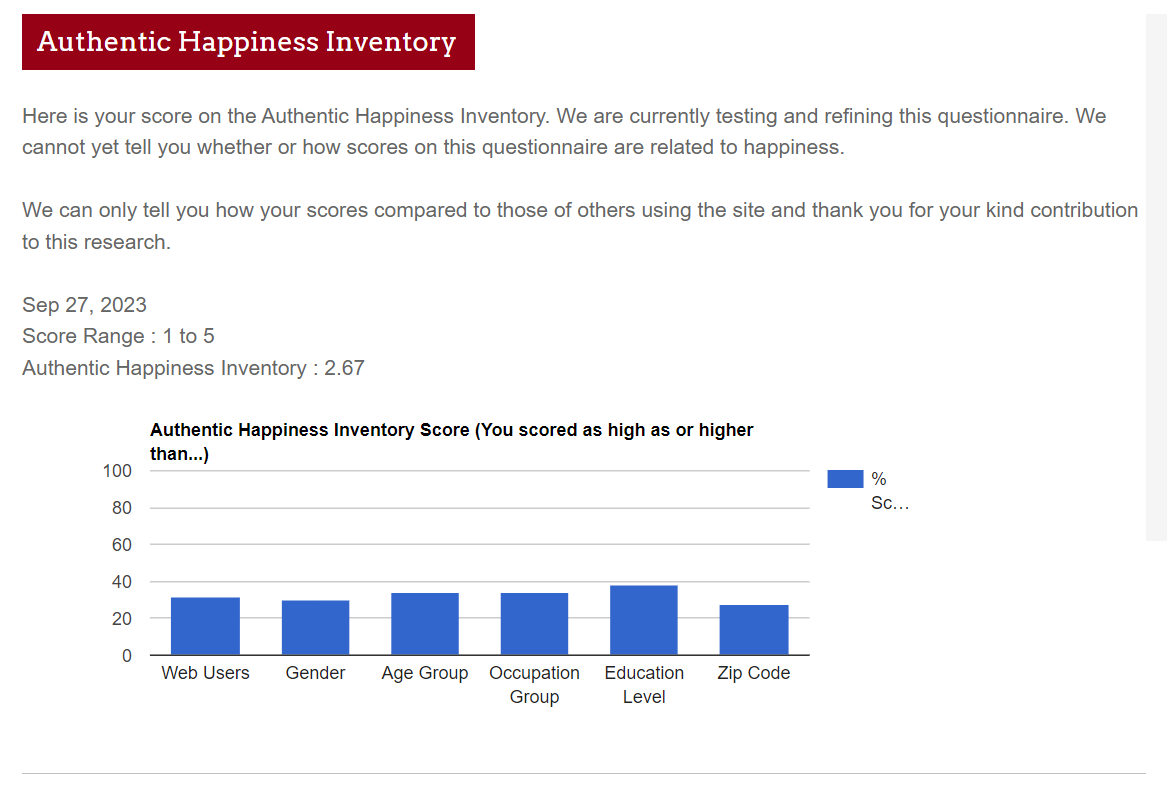 Authentic Happiness Inventory
Here is your score on the Authentic Happiness Inventory. We are currently testing and refining this questionnaire. We
cannot yet tell you whether or how scores on this questionnaire are related to happiness.
We can only tell you how your scores compared to those of others using the site and thank you for your kind contribution
to this research.
Sep 27, 2023
Score Range : 1 to 5
Authentic Happiness Inventory : 2.67
Authentic Happiness Inventory Score (You scored as high as or higher
than...)
100
80
60
40
20
0
%
Sc...
Web Users Gender Age Group Occupation Education Zip Code
Group Level